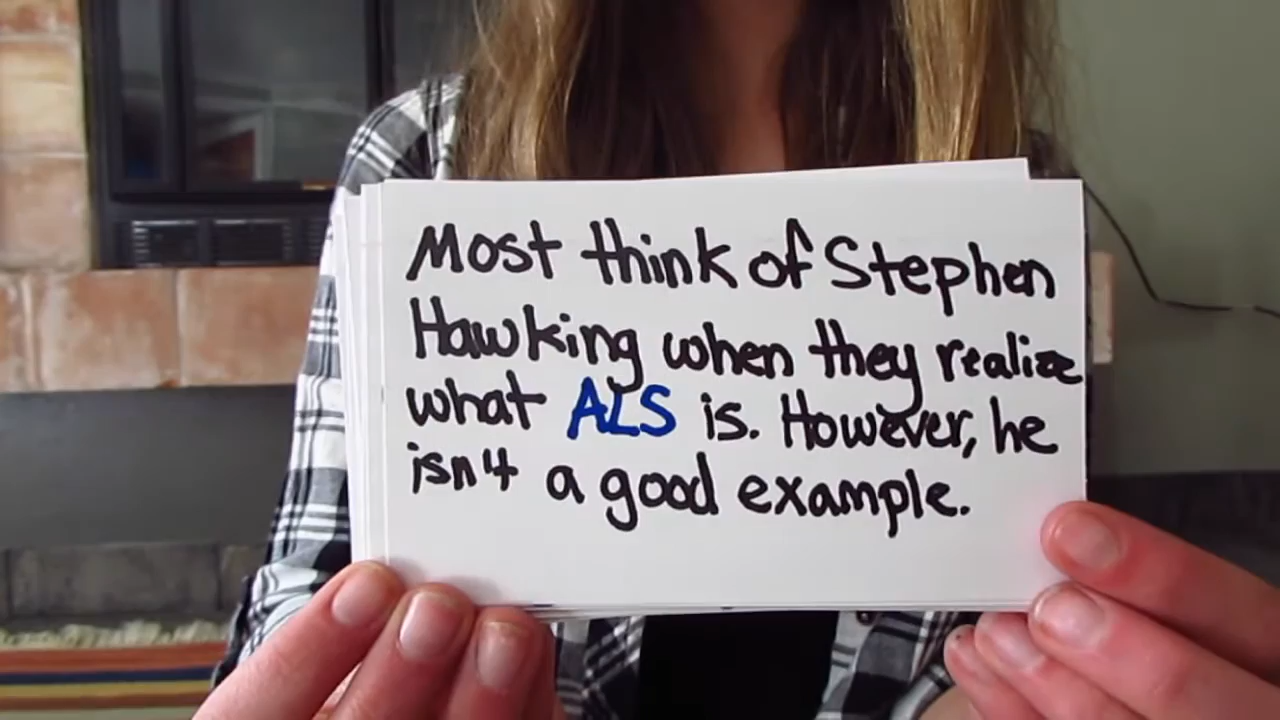 Most think of Stephen
Hawking when they realize
what ALS is. However, he
isn't a good example.